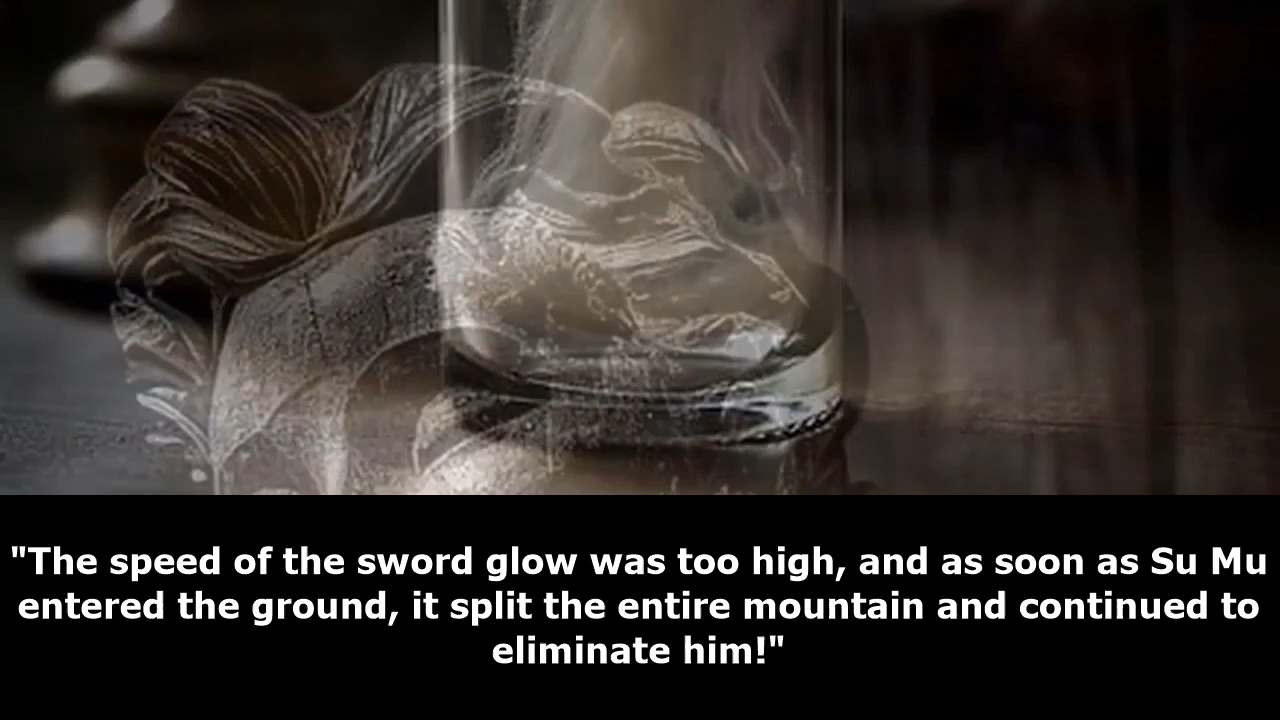 "The speed of the sword glow was too high, and as soon as Su Mu
entered the ground, it split the entire mountain and continued to
eliminate him!"